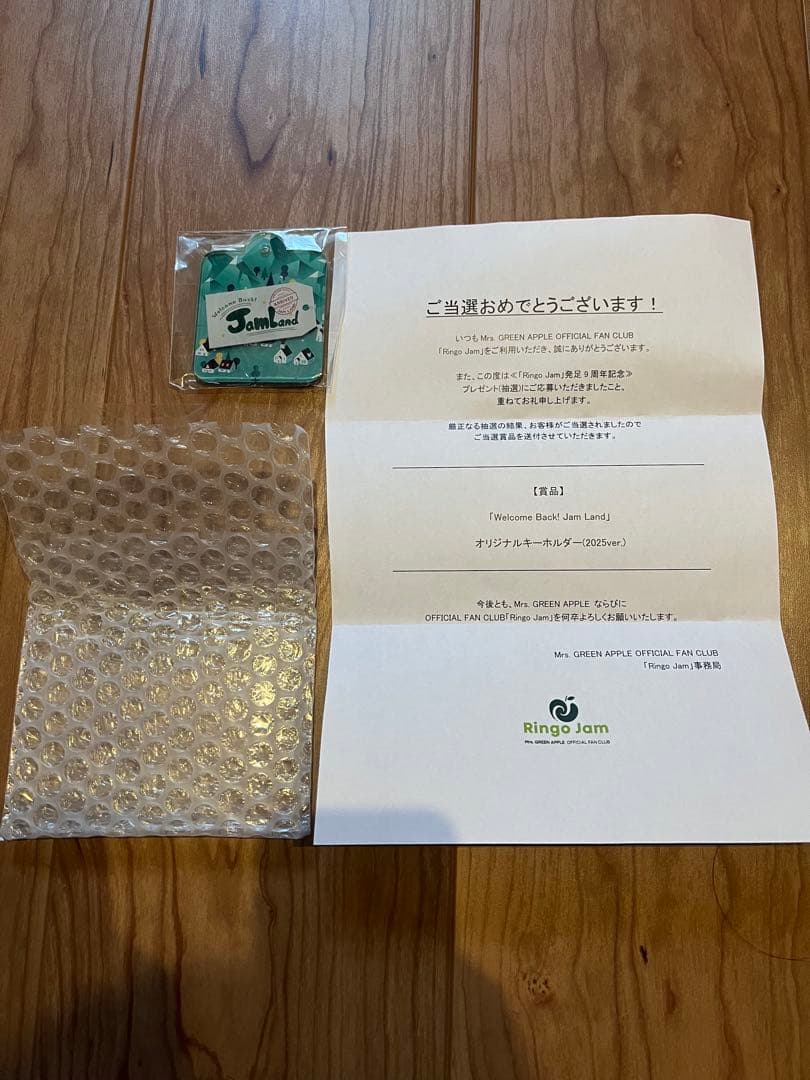 Welcome Back!
ARRIVED
JamLand
ご当選おめでとうございます！
いつもMrs. GREEN APPLE OFFICIAL FAN CLUB
「Ringo Jam」をご利用いただき、誠にありがとうございます。
また、この度は≪「Ringo Jam」発足９周年記念≫
プレゼント(抽選)にご応募いただきましたこと、
重ねてお礼申し上げます。
厳正なる抽選の結果、お客様がご当選されましたので
ご当選賞品を送付させていただきます。
【賞品】
「Welcome Back! Jam Land」
オリジナルキーホルダー(2025ver.)
今後とも、Mrs. GREEN APPLE ならびに
OFFICIAL FAN CLUB「Ringo Jam」を何卒よろしくお願いいたします。
Mrs. GREEN APPLE OFFICIAL FAN CLUB
「Ringo Jam」事務局
Ringo Jam
Mrs. GREEN APPLE OFFICIAL FAN CLUB